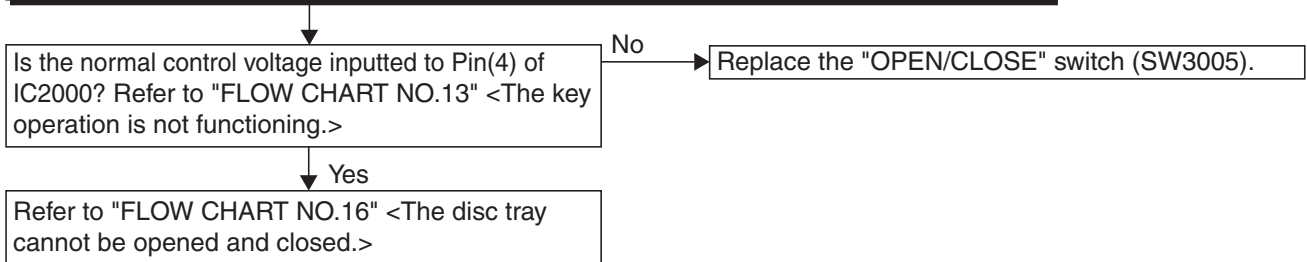 Is the normal control voltage inputted to Pin(4) of
IC2000? Refer to "FLOW CHART NO.13" <The key
operation is not functioning.>
No
Replace the "OPEN/CLOSE" switch (SW3005).
Yes
Refer to "FLOW CHART NO.16" <The disc tray
cannot be opened and closed.>